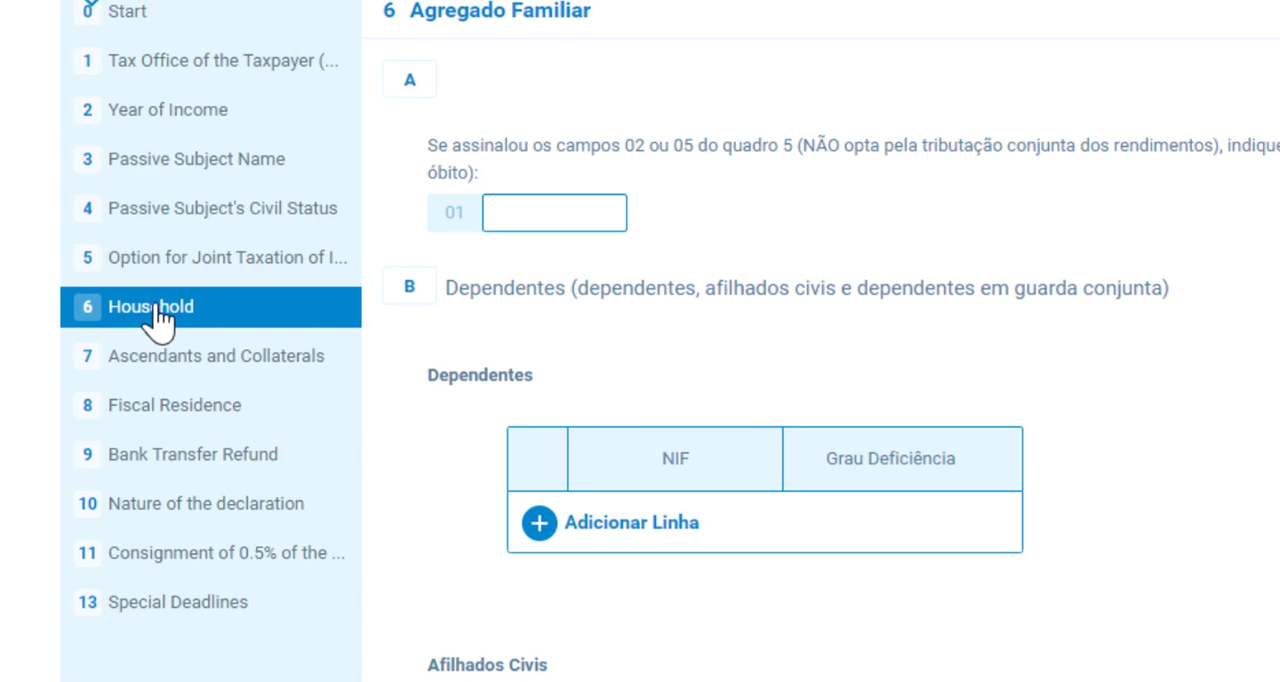 0 Start
1 Tax Office of the Taxpayer (...
2 Year of Income
3 Passive Subject Name
4 Passive Subject's Civil Status
5 Option for Joint Taxation of I...
6 Household
7 Ascendants and Collaterals
8 Fiscal Residence
9 Bank Transfer Refund
10 Nature of the declaration
11 Consignment of 0.5% of the ...
13 Special Deadlines
6 Agregado Familiar
A
Se assinalou os campos 02 ou 05 do quadro 5 (NÃO opta pela tributação conjunta dos rendimentos), indique
óbito):
01
B Dependentes (dependentes, afilhados civis e dependentes em guarda conjunta)
Dependentes
NIF Grau Deficiência
Adicionar Linha
Afilhados Civis